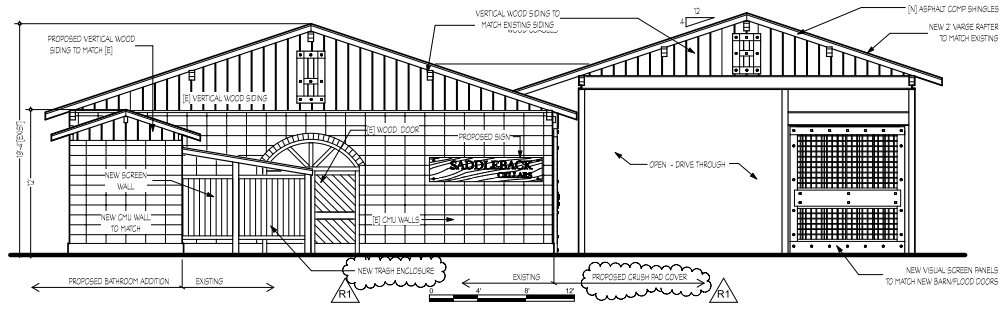 VERTICAL WOOD SIDING TO
MATCH EXISTING SIDING
12
4
[N] ASPHALT COMP SHINGLES
NEW 2' VARGE RAFTER
TO MATCH EXISTING
PROPOSED VERTICAL WOOD
SIDING TO MATCH [E]
[E] VERTICAL WOOD SIDING
[E] WOOD DOOR
PROPOSED SIGN
SADDLEBACK
CELLARS
19'-4"[EXIST]
12'
OPEN - DRIVE THROUGH
NEW SCREEN
WALL
NEW CMU WALL
TO MATCH
[E] CMU WALLS
NEW TRASH ENCLOSURE
PROPOSED BATHROOM ADDITION
EXISTING
EXISTING
PROPOSED CRUSH PAD COVER
NEW VISUAL SCREEN PANELS
TO MATCH NEW BARN/FLOOD DOORS
R1
R1
0 4' 8' 12'